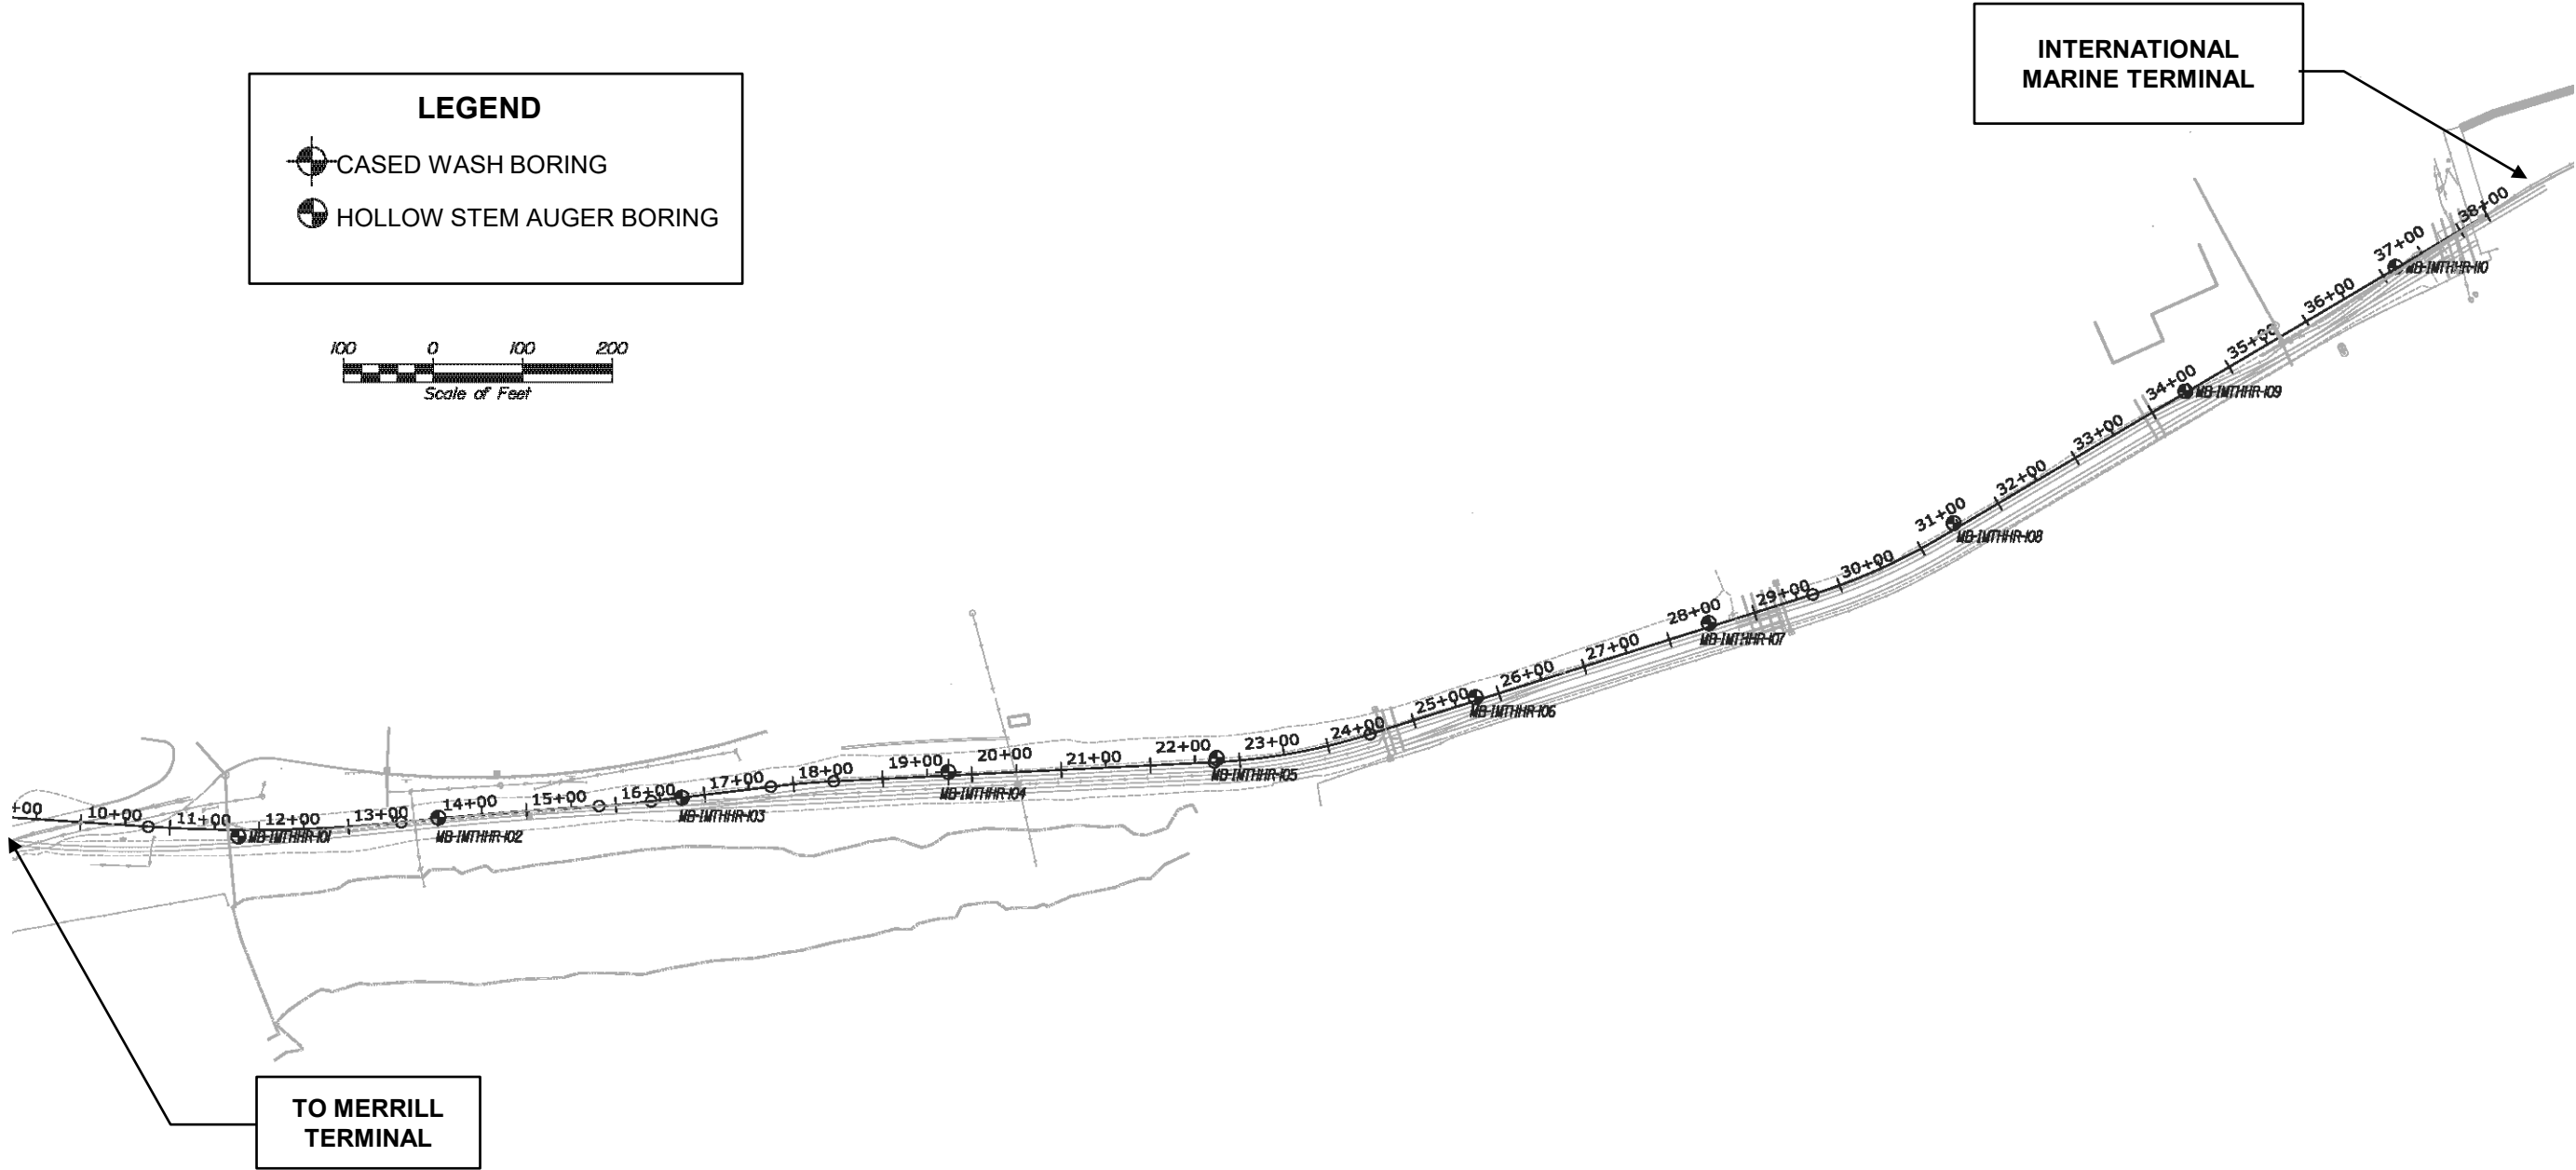 INTERNATIONAL
MARINE TERMINAL
LEGEND
CASED WASH BORING
HOLLOW STEM AUGER BORING
100 0 100 200
Scale of Feet
38+00
37+00
MB-IMTHHR-110
36+00
35+00
34+00
MB-IMTHHR-109
33+00
32+00
31+00
MB-IMTHHR-108
30+00
29+00
28+00
MB-IMTHHR-107
27+00
26+00
25+00
MB-IMTHHR-106
24+00
23+00
22+00
MB-IMTHHR-105
21+00
20+00
19+00
MB-IMTHHR-104
18+00
17+00
16+00
MB-IMTHHR-103
15+00
14+00
MB-IMTHHR-102
13+00
12+00
MB-IMTHHR-101
11+00
10+00
+00
TO MERRILL
TERMINAL